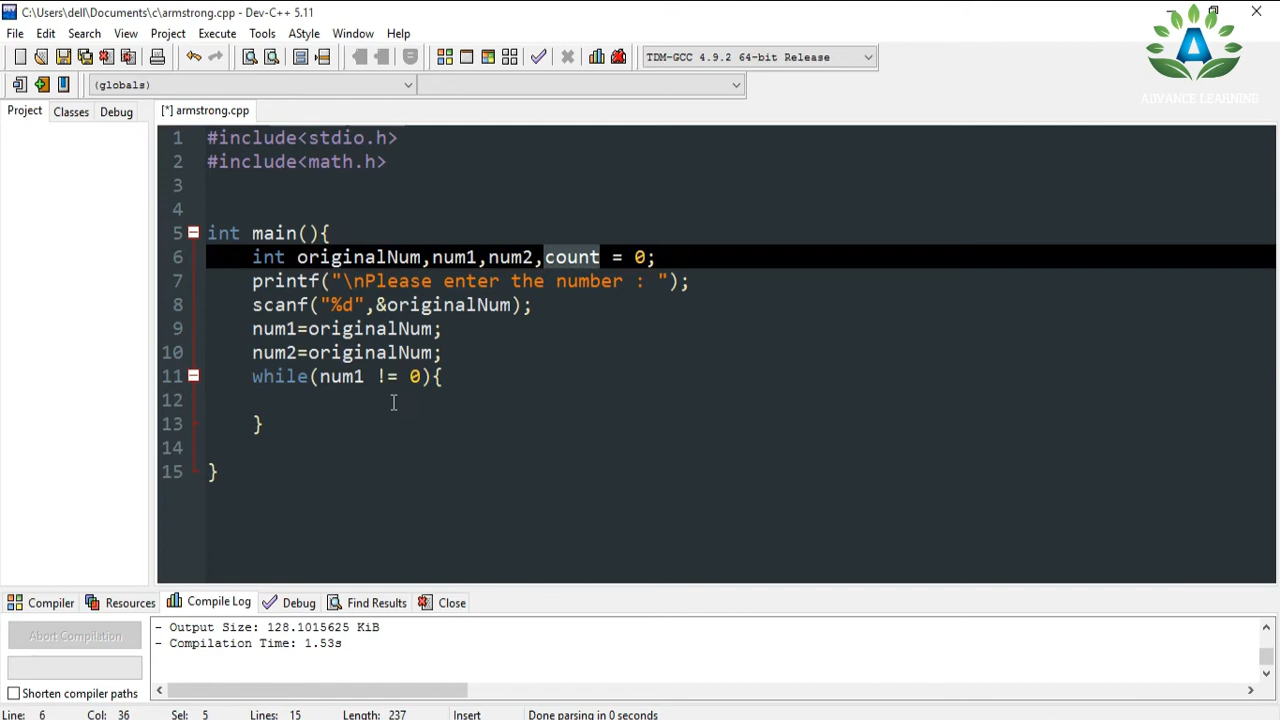 C:\Users\dell\Documents\c\armstrong.cpp - Dev-C++ 5.11
File Edit Search View Project Execute Tools AStyle Window Help
TDM-GCC 4.9.2 64-bit Release
(globals)
ADVANCE LEARNING
Project Classes Debug
[*] armstrong.cpp
1 #include<stdio.h>
2 #include<math.h>
3
4
5 int main(){
6 int originalNum,num1,num2,count = 0;
7 printf("\nPlease enter the number : ");
8 scanf("%d",&originalNum);
9 num1=originalNum;
10 num2=originalNum;
11 while(num1 != 0){
12
13 }
14
15 }
Compiler Resources Compile Log Debug Find Results Close
Abort Compilation
- Output Size: 128.1015625 KiB
- Compilation Time: 1.53s
Shorten compiler paths
Line: 6 Col: 36 Sel: 5 Lines: 15 Length: 237 Insert Done parsing in 0 seconds